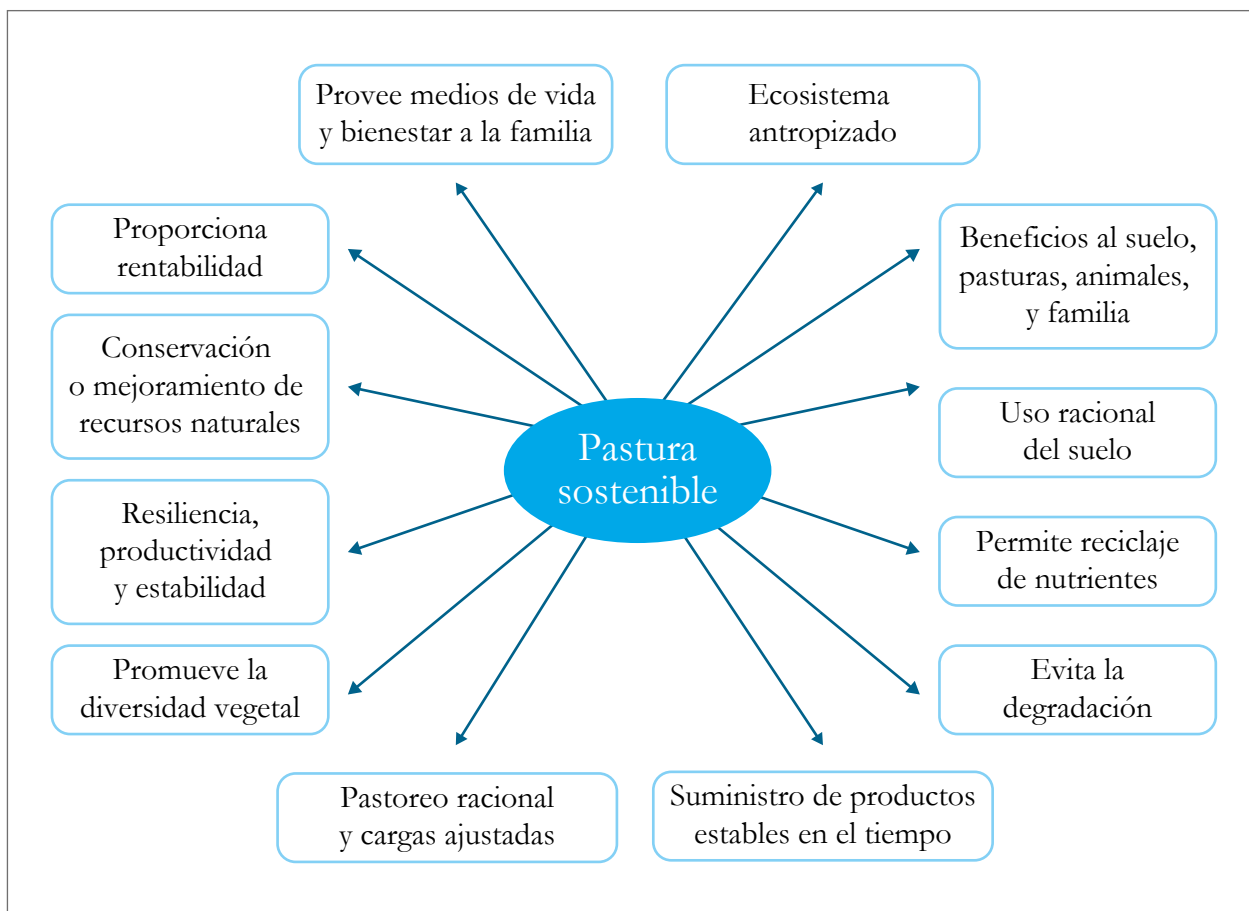 Provee medios de vida
y bienestar a la familia
Ecosistema
antropizado
Proporciona
rentabilidad
Beneficios al suelo,
pasturas, animales,
y familia
Conservación
o mejoramiento de
recursos naturales
Uso racional
del suelo
Pastura
sostenible
Resiliencia,
productividad
y estabilidad
Permite reciclaje
de nutrientes
Promueve la
diversidad vegetal
Evita la
degradación
Pastoreo racional
y cargas ajustadas
Suministro de productos
estables en el tiempo